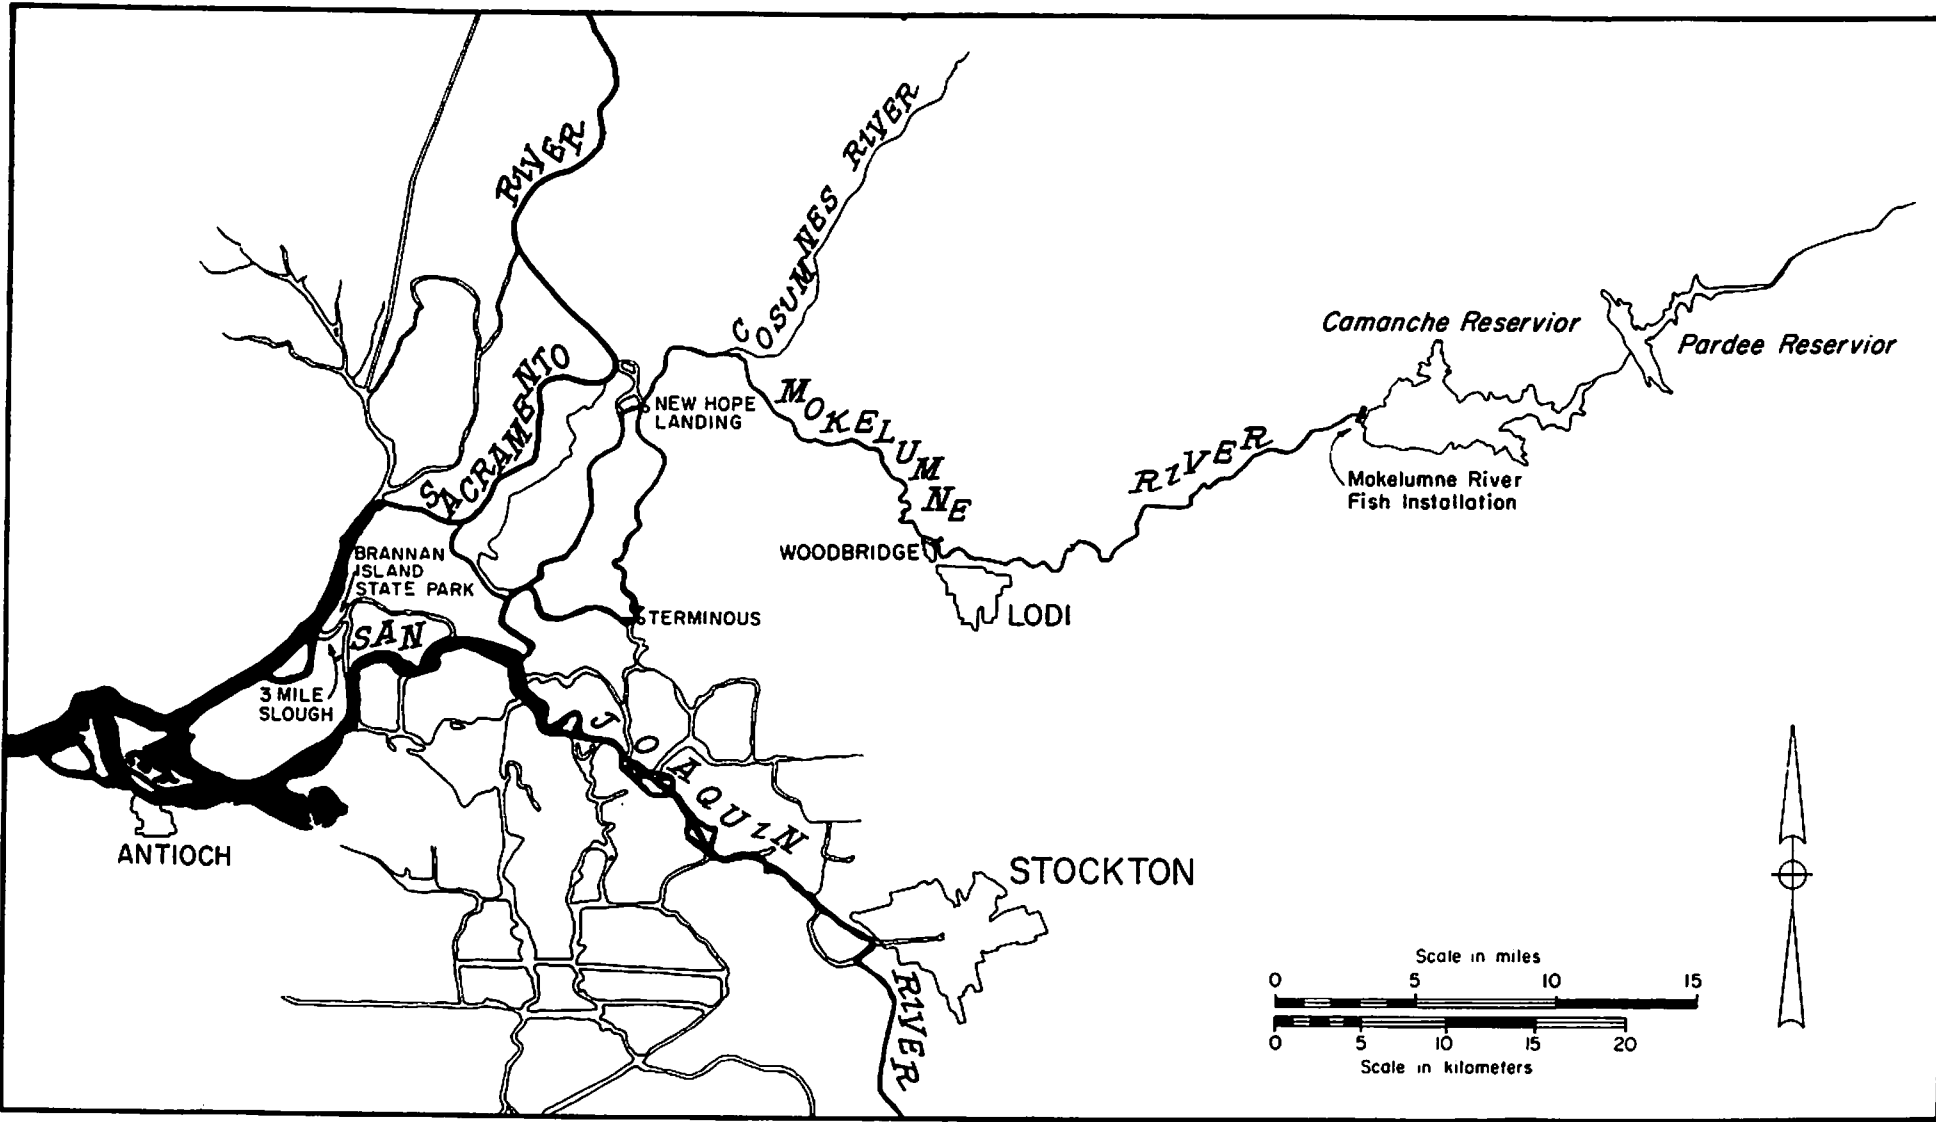 SACRAMENTO RIVER
COSUMNES RIVER
Camanche Reservior
Pardee Reservior
NEW HOPE
LANDING
MOKELUMNE RIVER
Mokelumne River
Fish Installation
WOODBRIDGE
BRANNAN
ISLAND
STATE PARK
LODI
TERMINOUS
SAN JOAQUIN RIVER
3 MILE
SLOUGH
ANTIOCH
STOCKTON
Scale in miles
0 5 10 15
0 5 10 15 20
Scale in kilometers